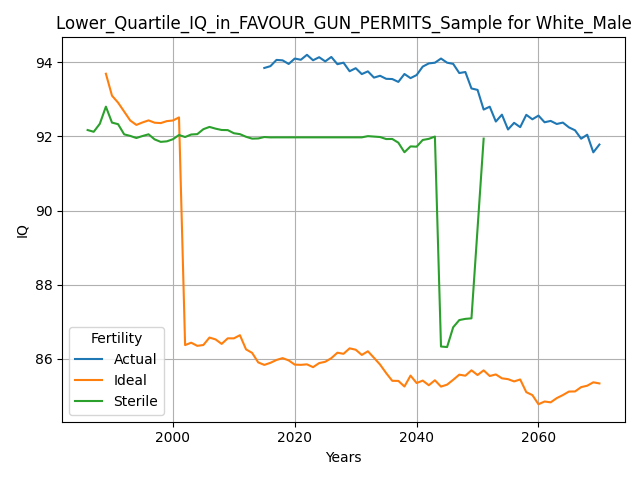 Lower_Quartile_IQ_in_FAVOUR_GUN_PERMITS_Sample for White_Male
94
92
90
88
86
IQ
Fertility
Actual
Ideal
Sterile
2000
2020
2040
2060
Years